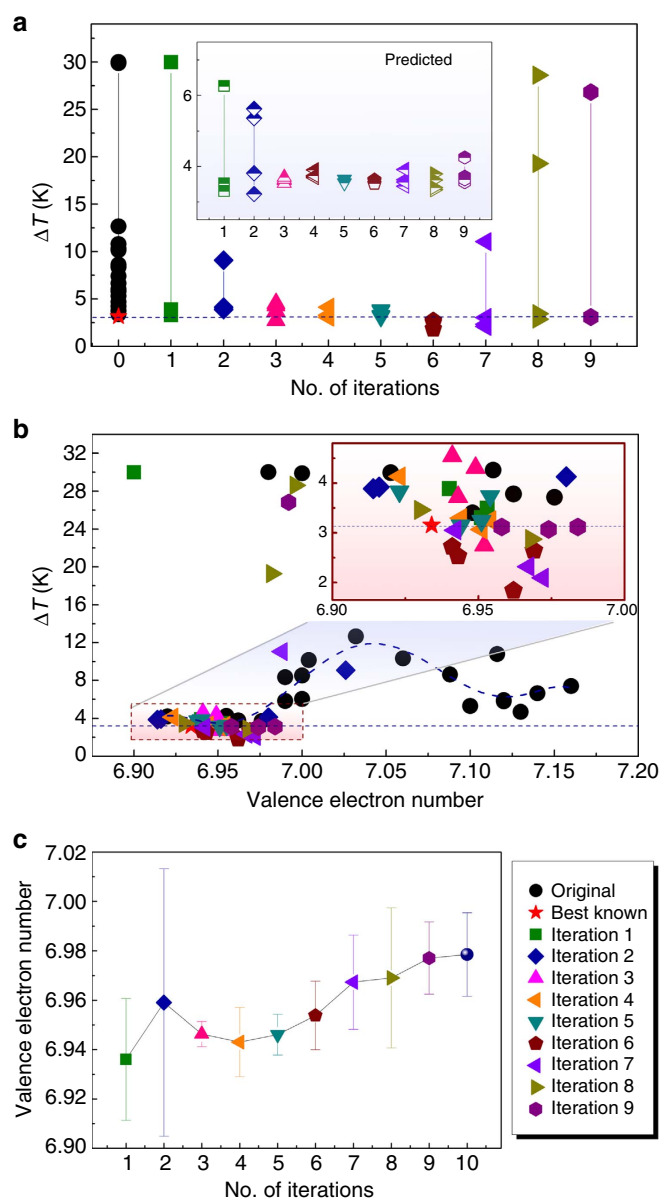 a
30
25
20
15
10
5
0
ΔT (K)
Predicted
6
4
1 2 3 4 5 6 7 8 9
0 1 2 3 4 5 6 7 8 9
No. of iterations
b
32
28
24
20
16
12
8
4
0
ΔT (K)
4
3
2
6.90 6.95 7.00
6.90 6.95 7.00 7.05 7.10 7.15 7.20
Valence electron number
c
7.02
7.00
6.98
6.96
6.94
6.92
6.90
Valence electron number
1 2 3 4 5 6 7 8 9 10
No. of iterations
Original
Best known
Iteration 1
Iteration 2
Iteration 3
Iteration 4
Iteration 5
Iteration 6
Iteration 7
Iteration 8
Iteration 9